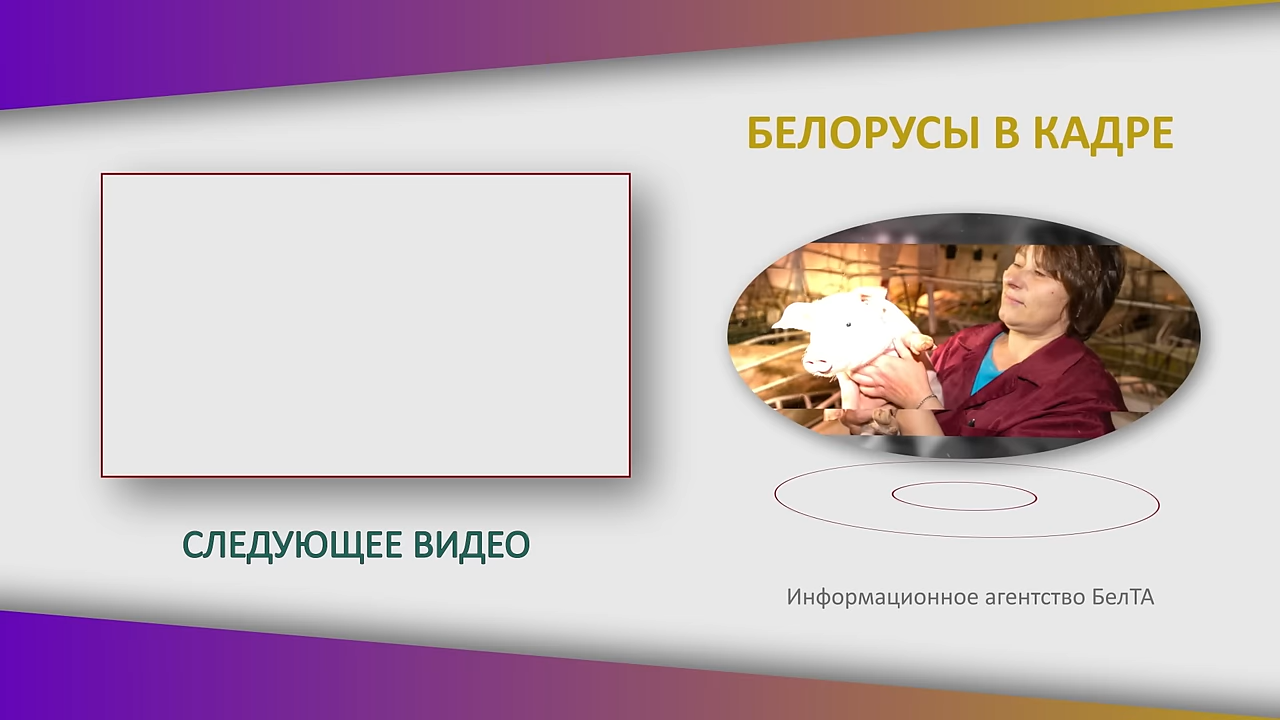 БЕЛОРУСЫ В КАДРЕ
СЛЕДУЮЩЕЕ ВИДЕО
Информационное агентство БелТА